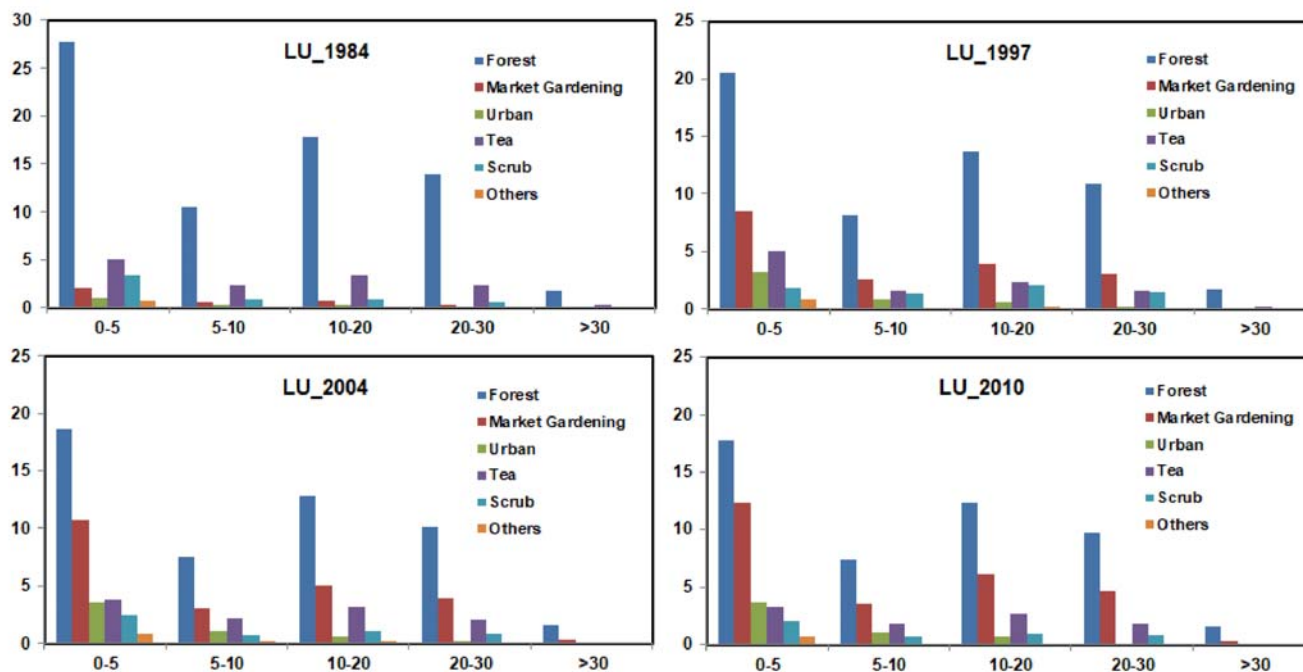 LU_1984
30
25
20
15
10
5
0
Forest
Market Gardening
Urban
Tea
Scrub
Others
0-5 5-10 10-20 20-30 >30
LU_1997
25
20
15
10
5
0
Forest
Market Gardening
Urban
Tea
Scrub
Others
0-5 5-10 10-20 20-30 >30
LU_2004
25
20
15
10
5
0
Forest
Market Gardening
Urban
Tea
Scrub
Others
0-5 5-10 10-20 20-30 >30
LU_2010
25
20
15
10
5
0
Forest
Market Gardening
Urban
Tea
Scrub
Others
0-5 5-10 10-20 20-30 >30